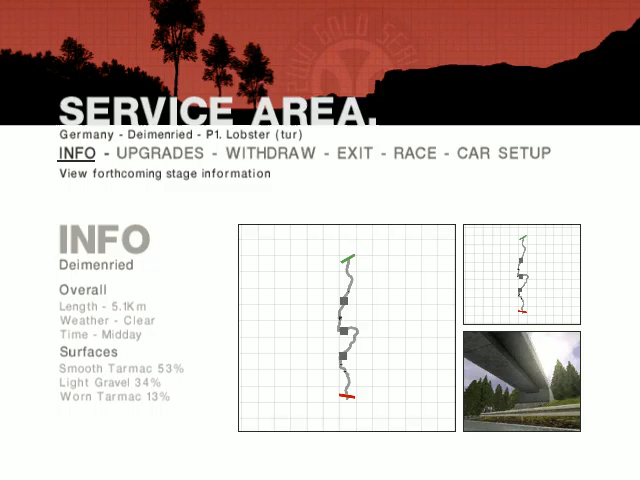 SERVICE AREA.
Germany - Deimenried - P1. Lobster (tur)
INFO - UPGRADES - WITHDRAW - EXIT - RACE - CAR SETUP
View forthcoming stage information
INFO
Deimenried
Overall
Length - 5.1Km
Weather - Clear
Time - Midday
Surfaces
Smooth Tarmac 53%
Light Gravel 34%
Worn Tarmac 13%